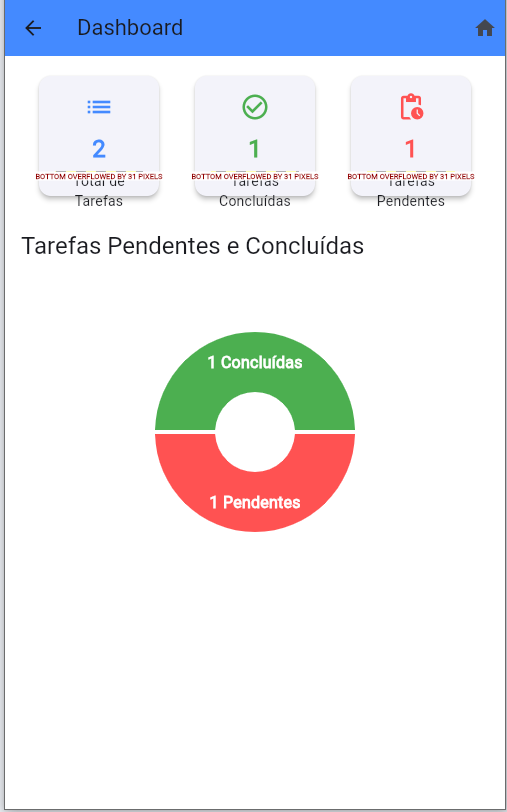 Dashboard
2
1
1
BOTTOM OVERFLOWED BY 31 PIXELS
BOTTOM OVERFLOWED BY 31 PIXELS
BOTTOM OVERFLOWED BY 31 PIXELS
Total de
Tarefas
Tarefas
Concluídas
Tarefas
Pendentes
Tarefas Pendentes e Concluídas
1 Concluídas
1 Pendentes